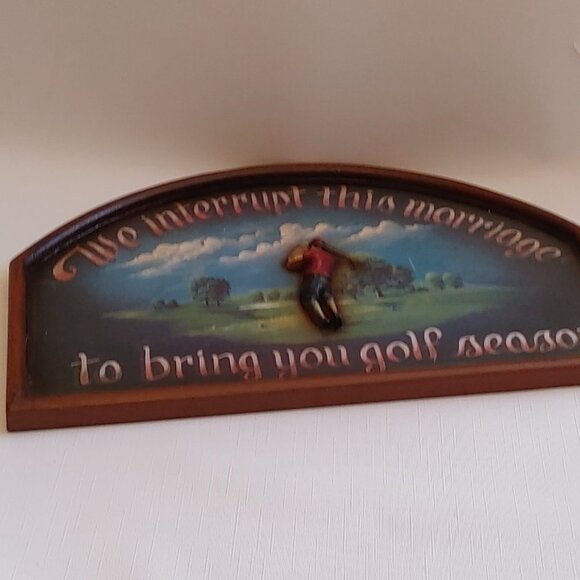 We interrupt this marriage
to bring you golf seaso